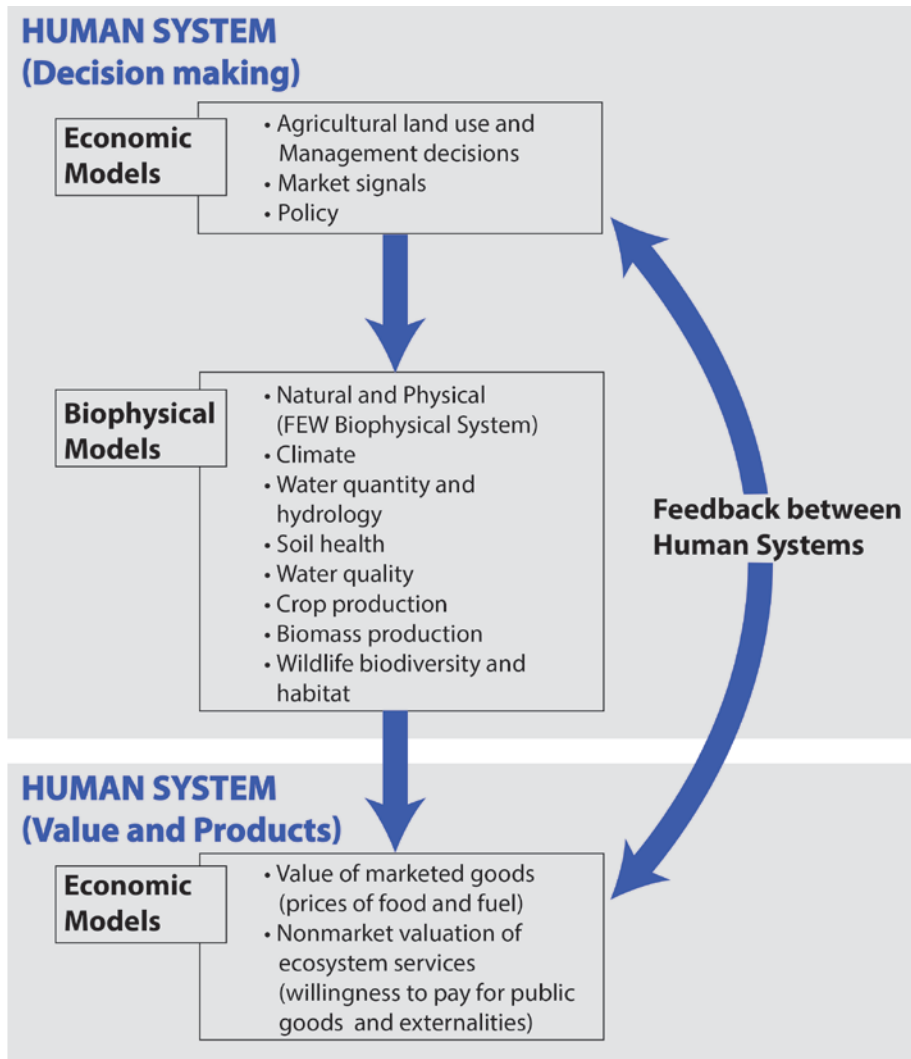 HUMAN SYSTEM
(Decision making)
Economic
Models
• Agricultural land use and
Management decisions
• Market signals
• Policy
Biophysical
Models
• Natural and Physical
(FEW Biophysical System)
• Climate
• Water quantity and
hydrology
• Soil health
• Water quality
• Crop production
• Biomass production
• Wildlife biodiversity and
habitat
Feedback between
Human Systems
HUMAN SYSTEM
(Value and Products)
Economic
Models
• Value of marketed goods
(prices of food and fuel)
• Nonmarket valuation of
ecosystem services
(willingness to pay for public
goods and externalities)